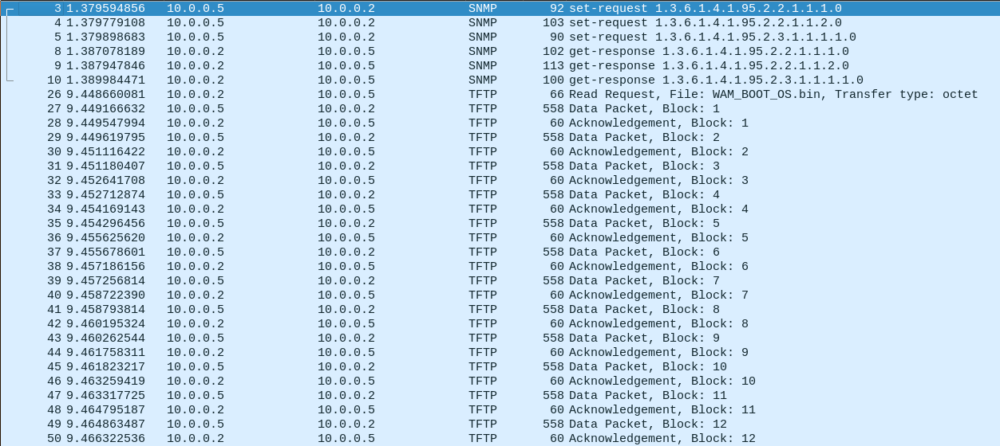 3 1.379594856 10.0.0.5 10.0.0.2 SNMP 92 set-request 1.3.6.1.4.1.95.2.2.1.1.1.0
4 1.379779108 10.0.0.5 10.0.0.2 SNMP 103 set-request 1.3.6.1.4.1.95.2.2.1.1.2.0
5 1.379898683 10.0.0.5 10.0.0.2 SNMP 90 set-request 1.3.6.1.4.1.95.2.3.1.1.1.1.0
8 1.387078189 10.0.0.2 10.0.0.5 SNMP 102 get-response 1.3.6.1.4.1.95.2.2.1.1.1.0
9 1.387947846 10.0.0.2 10.0.0.5 SNMP 113 get-response 1.3.6.1.4.1.95.2.2.1.1.2.0
10 1.389984471 10.0.0.2 10.0.0.5 SNMP 100 get-response 1.3.6.1.4.1.95.2.3.1.1.1.1.0
26 9.448660081 10.0.0.2 10.0.0.5 TFTP 66 Read Request, File: WAM_BOOT_OS.bin, Transfer type: octet
27 9.449166632 10.0.0.5 10.0.0.2 TFTP 558 Data Packet, Block: 1
28 9.449547994 10.0.0.2 10.0.0.5 TFTP 60 Acknowledgement, Block: 1
29 9.449619795 10.0.0.5 10.0.0.2 TFTP 558 Data Packet, Block: 2
30 9.451116422 10.0.0.2 10.0.0.5 TFTP 60 Acknowledgement, Block: 2
31 9.451180407 10.0.0.5 10.0.0.2 TFTP 558 Data Packet, Block: 3
32 9.452641708 10.0.0.2 10.0.0.5 TFTP 60 Acknowledgement, Block: 3
33 9.452712874 10.0.0.5 10.0.0.2 TFTP 558 Data Packet, Block: 4
34 9.454169143 10.0.0.2 10.0.0.5 TFTP 60 Acknowledgement, Block: 4
35 9.454296456 10.0.0.5 10.0.0.2 TFTP 558 Data Packet, Block: 5
36 9.455625620 10.0.0.2 10.0.0.5 TFTP 60 Acknowledgement, Block: 5
37 9.455678601 10.0.0.5 10.0.0.2 TFTP 558 Data Packet, Block: 6
38 9.457186156 10.0.0.2 10.0.0.5 TFTP 60 Acknowledgement, Block: 6
39 9.457256814 10.0.0.5 10.0.0.2 TFTP 558 Data Packet, Block: 7
40 9.458722390 10.0.0.2 10.0.0.5 TFTP 60 Acknowledgement, Block: 7
41 9.458793814 10.0.0.5 10.0.0.2 TFTP 558 Data Packet, Block: 8
42 9.460195324 10.0.0.2 10.0.0.5 TFTP 60 Acknowledgement, Block: 8
43 9.460262544 10.0.0.5 10.0.0.2 TFTP 558 Data Packet, Block: 9
44 9.461758311 10.0.0.2 10.0.0.5 TFTP 60 Acknowledgement, Block: 9
45 9.461823217 10.0.0.5 10.0.0.2 TFTP 558 Data Packet, Block: 10
46 9.463259419 10.0.0.2 10.0.0.5 TFTP 60 Acknowledgement, Block: 10
47 9.463317725 10.0.0.5 10.0.0.2 TFTP 558 Data Packet, Block: 11
48 9.464795187 10.0.0.2 10.0.0.5 TFTP 60 Acknowledgement, Block: 11
49 9.464863487 10.0.0.5 10.0.0.2 TFTP 558 Data Packet, Block: 12
50 9.466322536 10.0.0.2 10.0.0.5 TFTP 60 Acknowledgement, Block: 12